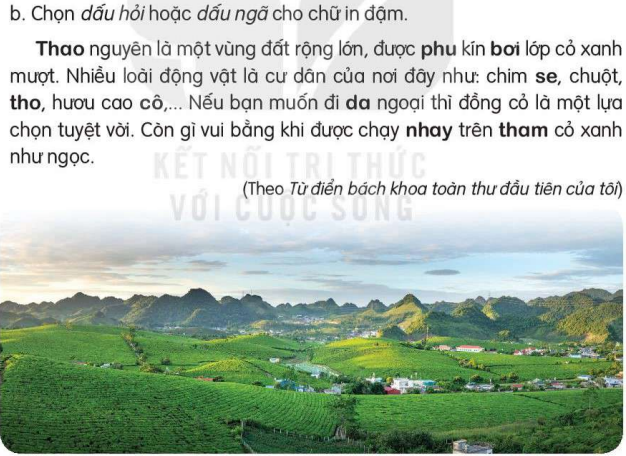 b. Chọn dấu hỏi hoặc dấu ngã cho chữ in đậm.
Thao nguyên là một vùng đất rộng lớn, được phu kín bơi lớp cỏ xanh
mượt. Nhiều loài động vật là cư dân của nơi đây như: chim se, chuột,
tho, hươu cao cô,... Nếu bạn muốn đi da ngoại thì đồng cỏ là một lựa
chọn tuyệt vời. Còn gì vui bằng khi được chạy nhay trên tham cỏ xanh
như ngọc.
KẾT NỐI TRI THỨC
(Theo Từ điển bách khoa toàn thư đầu tiên của tôi)
VỚI CUỘC SỐNG